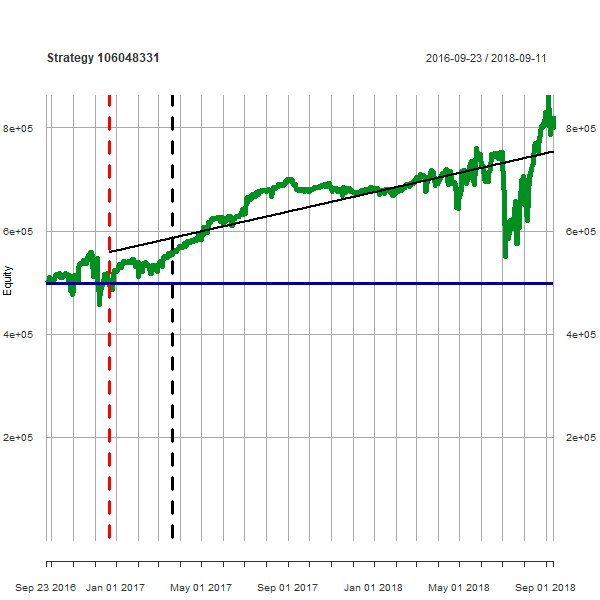 Strategy 106048331
2016-09-23 / 2018-09-11
8e+05
8e+05
6e+05
6e+05
Equity
4e+05
4e+05
2e+05
2e+05
Sep 23 2016
Jan 01 2017
May 01 2017
Sep 01 2017
Jan 01 2018
May 01 2018
Sep 01 2018